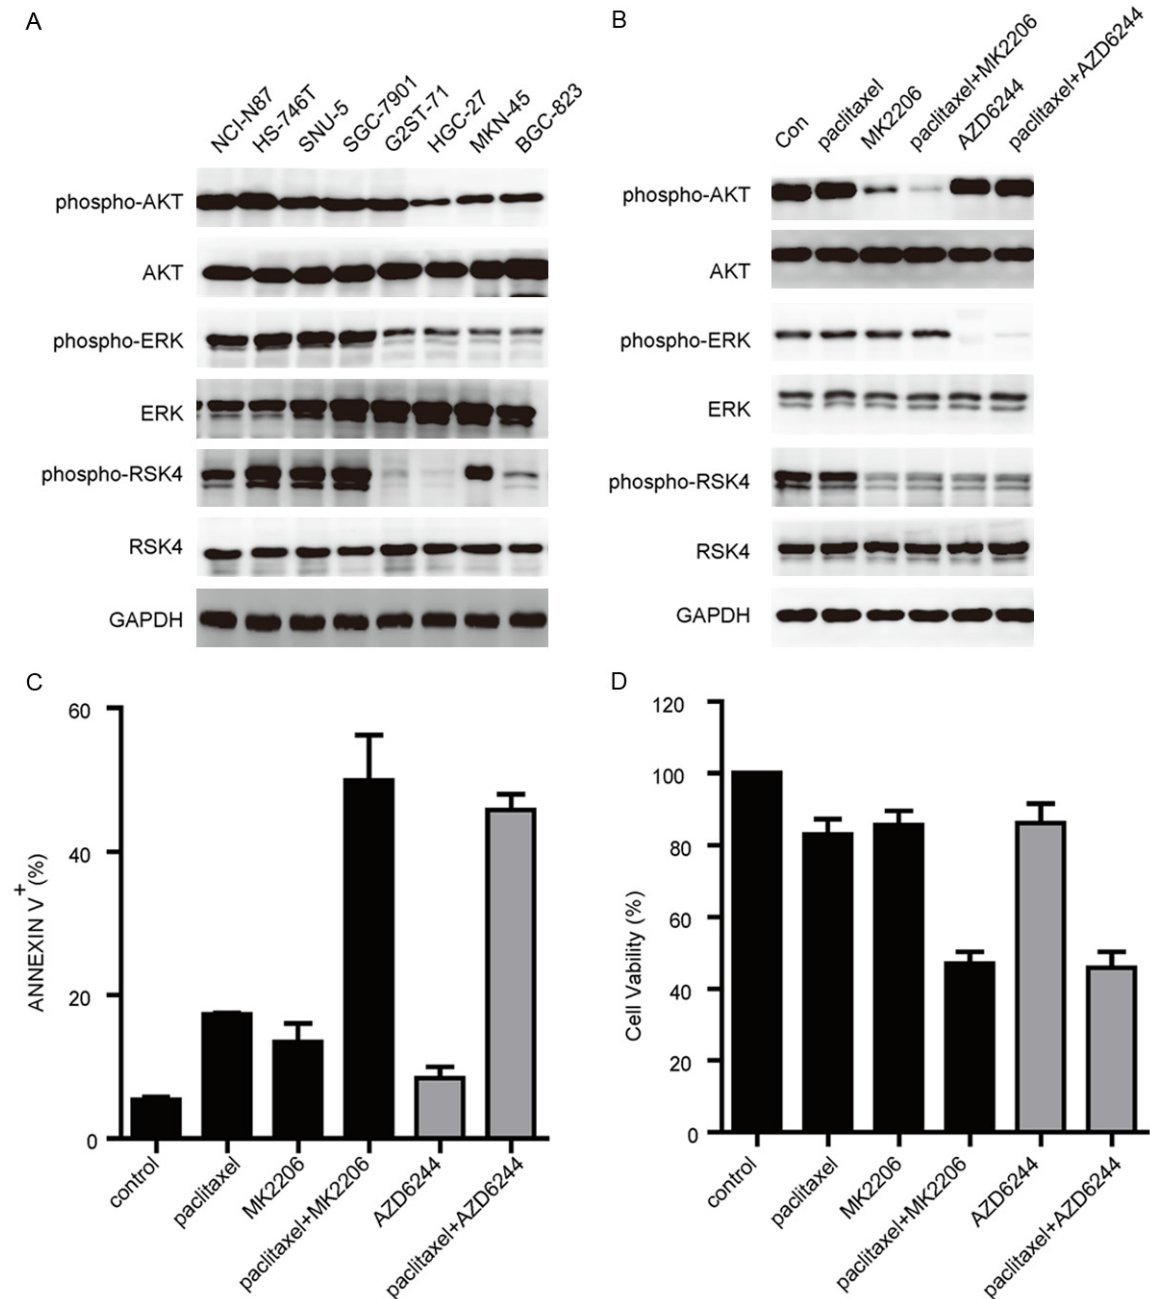 A
NCI-N87 HS-746T SNU-5 SGC-7901 G2ST-71 HGC-27 MKN-45 BGC-823
phospho-AKT
AKT
phospho-ERK
ERK
phospho-RSK4
RSK4
GAPDH
B
Con paclitaxel MK2206 paclitaxel+MK2206 AZD6244 paclitaxel+AZD6244
phospho-AKT
AKT
phospho-ERK
ERK
phospho-RSK4
RSK4
GAPDH
C
ANNEXIN V+ (%)
60
40
20
0
control paclitaxel MK2206 paclitaxel+MK2206 AZD6244 paclitaxel+AZD6244
D
Cell Vability (%)
120
100
80
60
40
20
0
control paclitaxel MK2206 paclitaxel+MK2206 AZD6244 paclitaxel+AZD6244